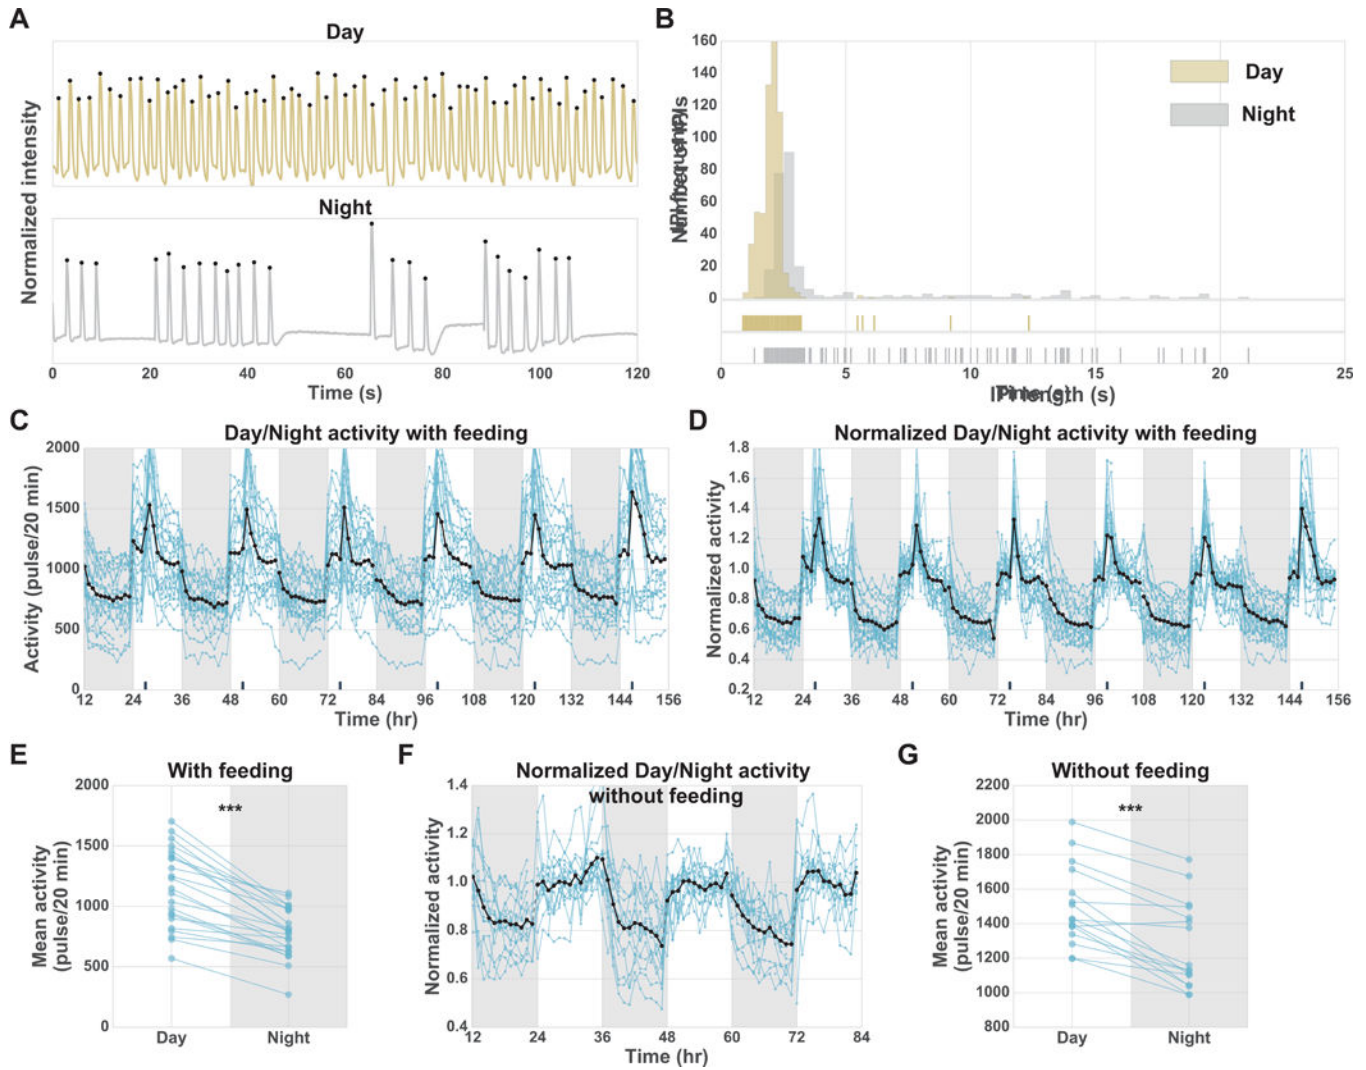 A
Day
Night
Normalized intensity
0 20 40 60 80 100 120
Time (s)
B
160
140
120
100
80
60
40
20
0
Number of IPIs
Day
Night
0 5 10 15 20 25
Time (s)
IPI length (s)
C
Day/Night activity with feeding
Activity (pulse/20 min)
2000
1500
1000
500
0
12 24 36 48 60 72 84 96 108 120 132 144 156
Time (hr)
D
Normalized Day/Night activity with feeding
Normalized activity
1.8
1.6
1.4
1.2
1.0
0.8
0.6
0.4
0.2
12 24 36 48 60 72 84 96 108 120 132 144 156
Time (hr)
E
With feeding
Mean activity
(pulse/20 min)
2000
1500
1000
500
0
***
Day Night
F
Normalized Day/Night activity
without feeding
Normalized activity
1.4
1.2
1.0
0.8
0.6
0.4
12 24 36 48 60 72 84
Time (hr)
G
Without feeding
Mean activity
(pulse/20 min)
2200
2000
1800
1600
1400
1200
1000
800
***
Day Night